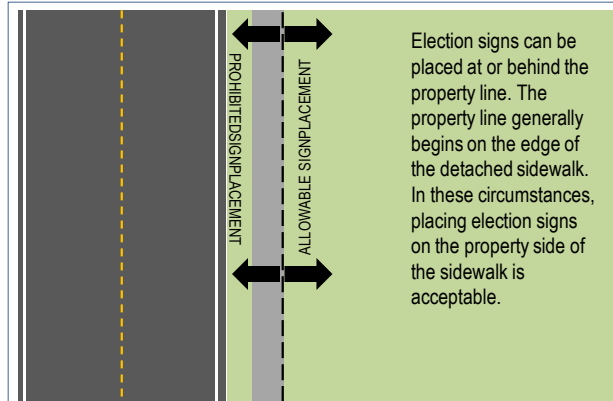 PROHIBITEDSIGNPLACEMENT
ALLOWABLE SIGNPLACEMENT
Election signs can be
placed at or behind the
property line. The
property line generally
begins on the edge of
the detached sidewalk.
In these circumstances,
placing election signs
on the property side of
the sidewalk is
acceptable.